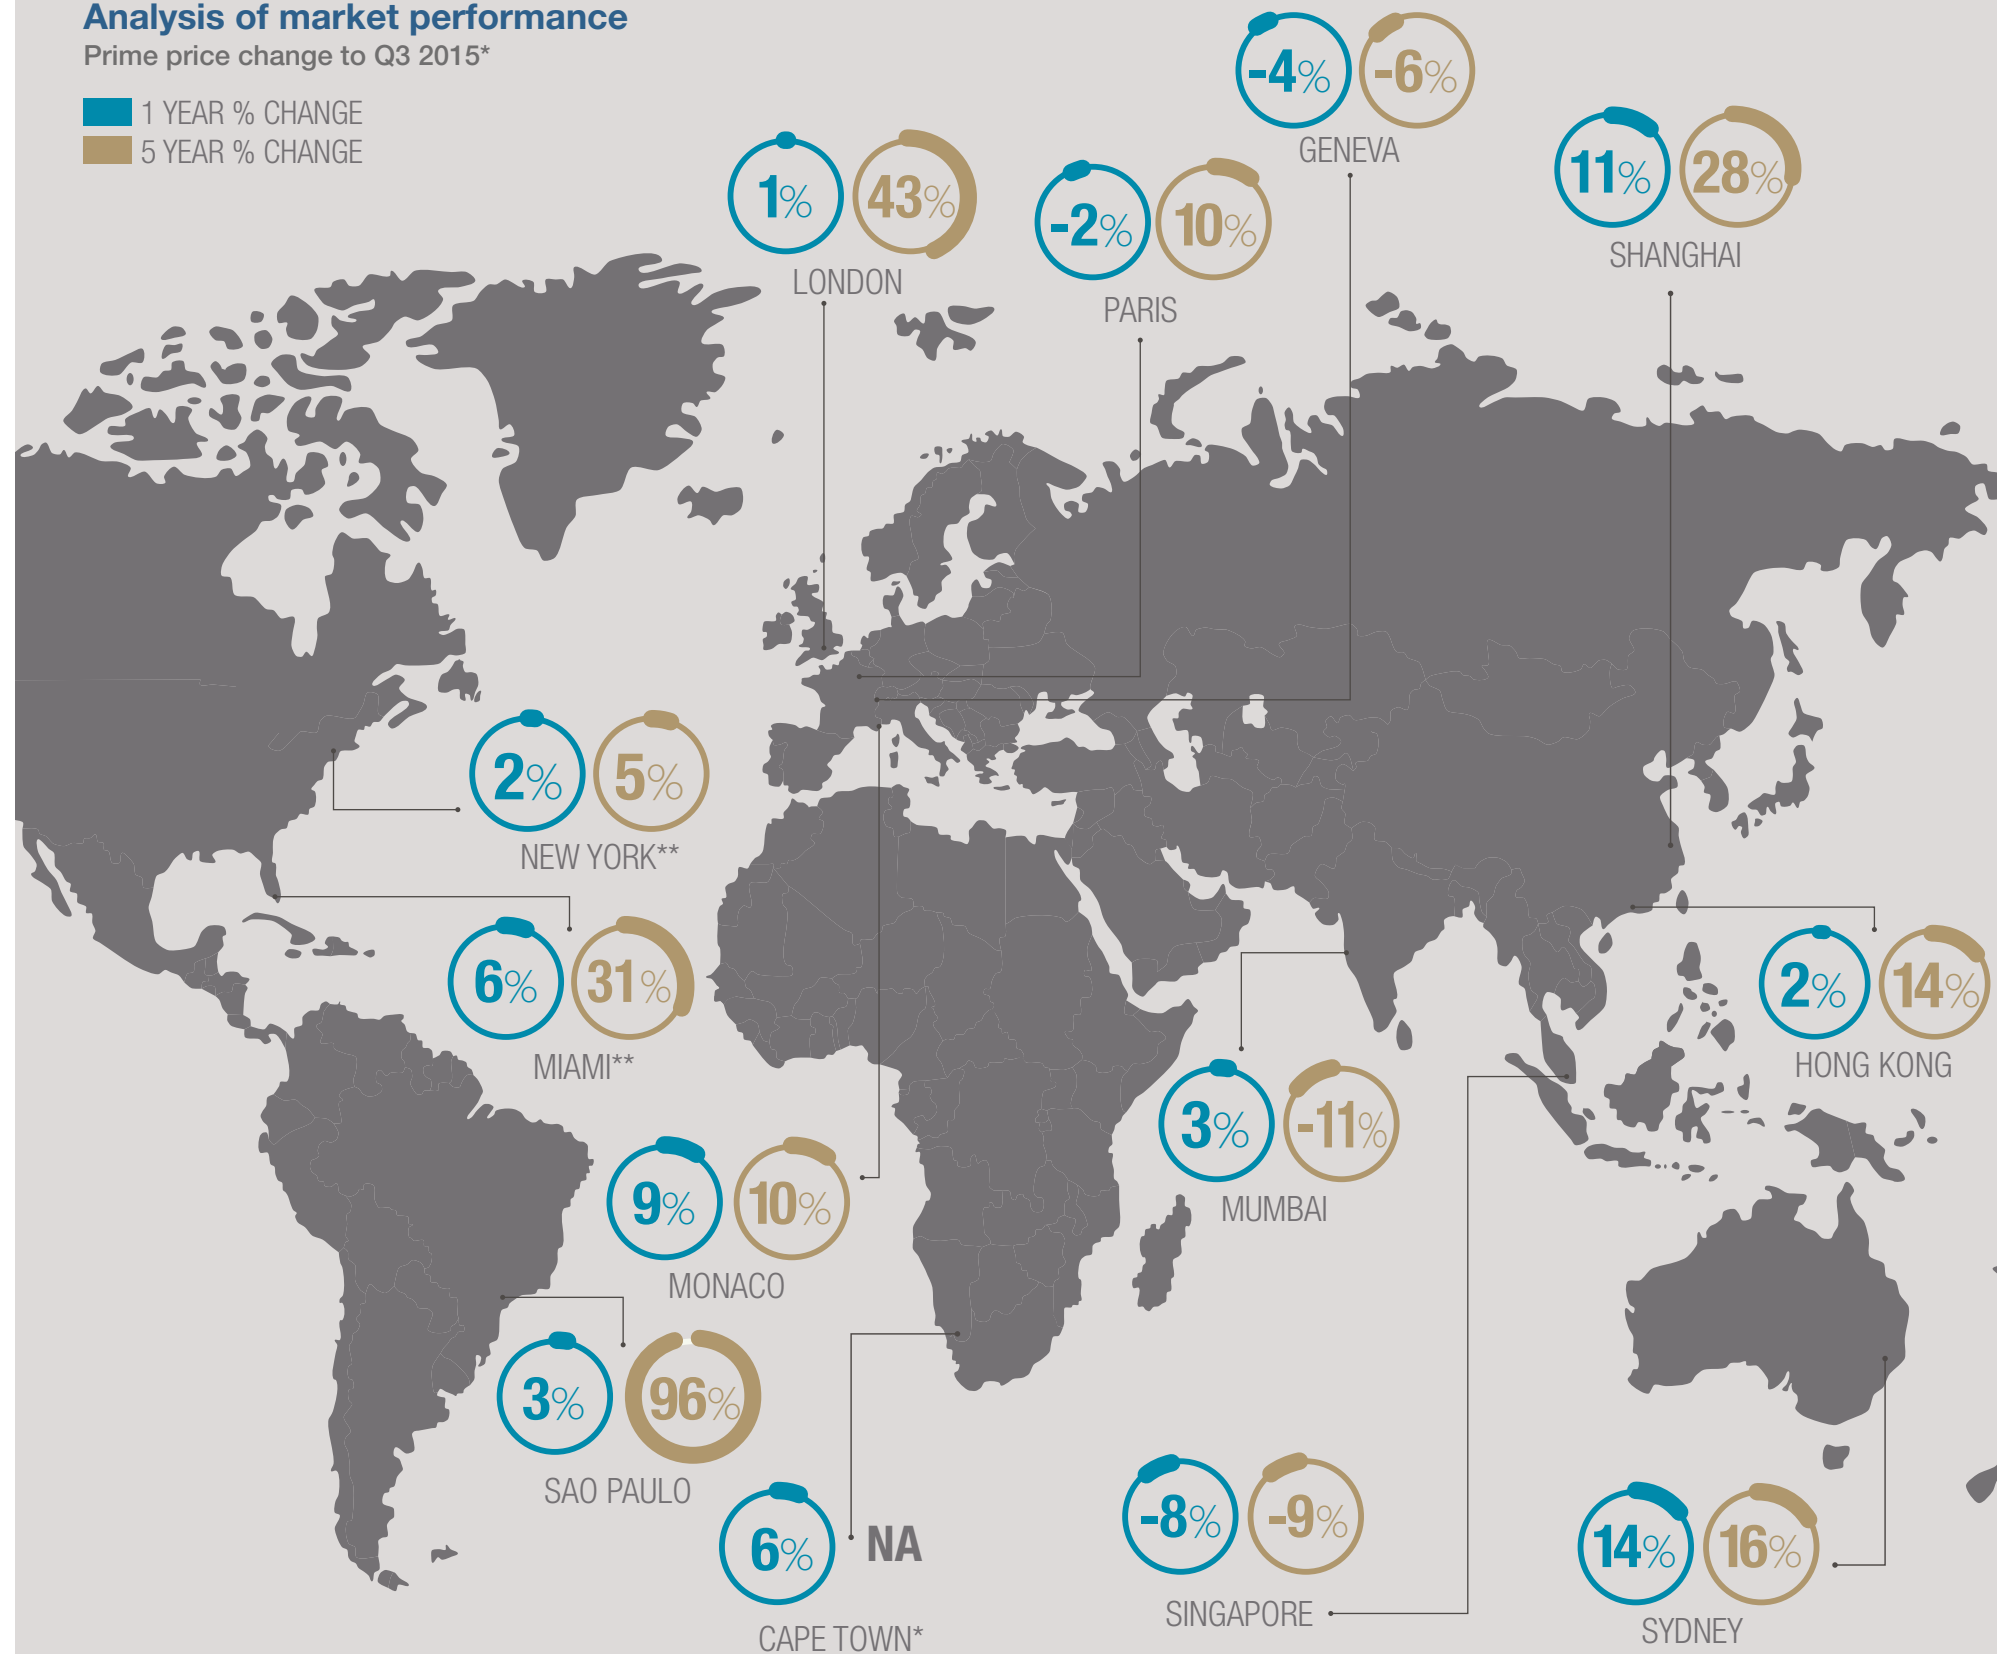 Analysis of market performance
Prime price change to Q3 2015*
1 YEAR % CHANGE
5 YEAR % CHANGE
-4% -6%
GENEVA
1% 43%
LONDON
-2% 10%
PARIS
11% 28%
SHANGHAI
2% 5%
NEW YORK**
6% 31%
MIAMI**
2% 14%
HONG KONG
3% -11%
MUMBAI
9% 10%
MONACO
3% 96%
SAO PAULO
6% NA
CAPE TOWN*
-8% -9%
SINGAPORE
14% 16%
SYDNEY